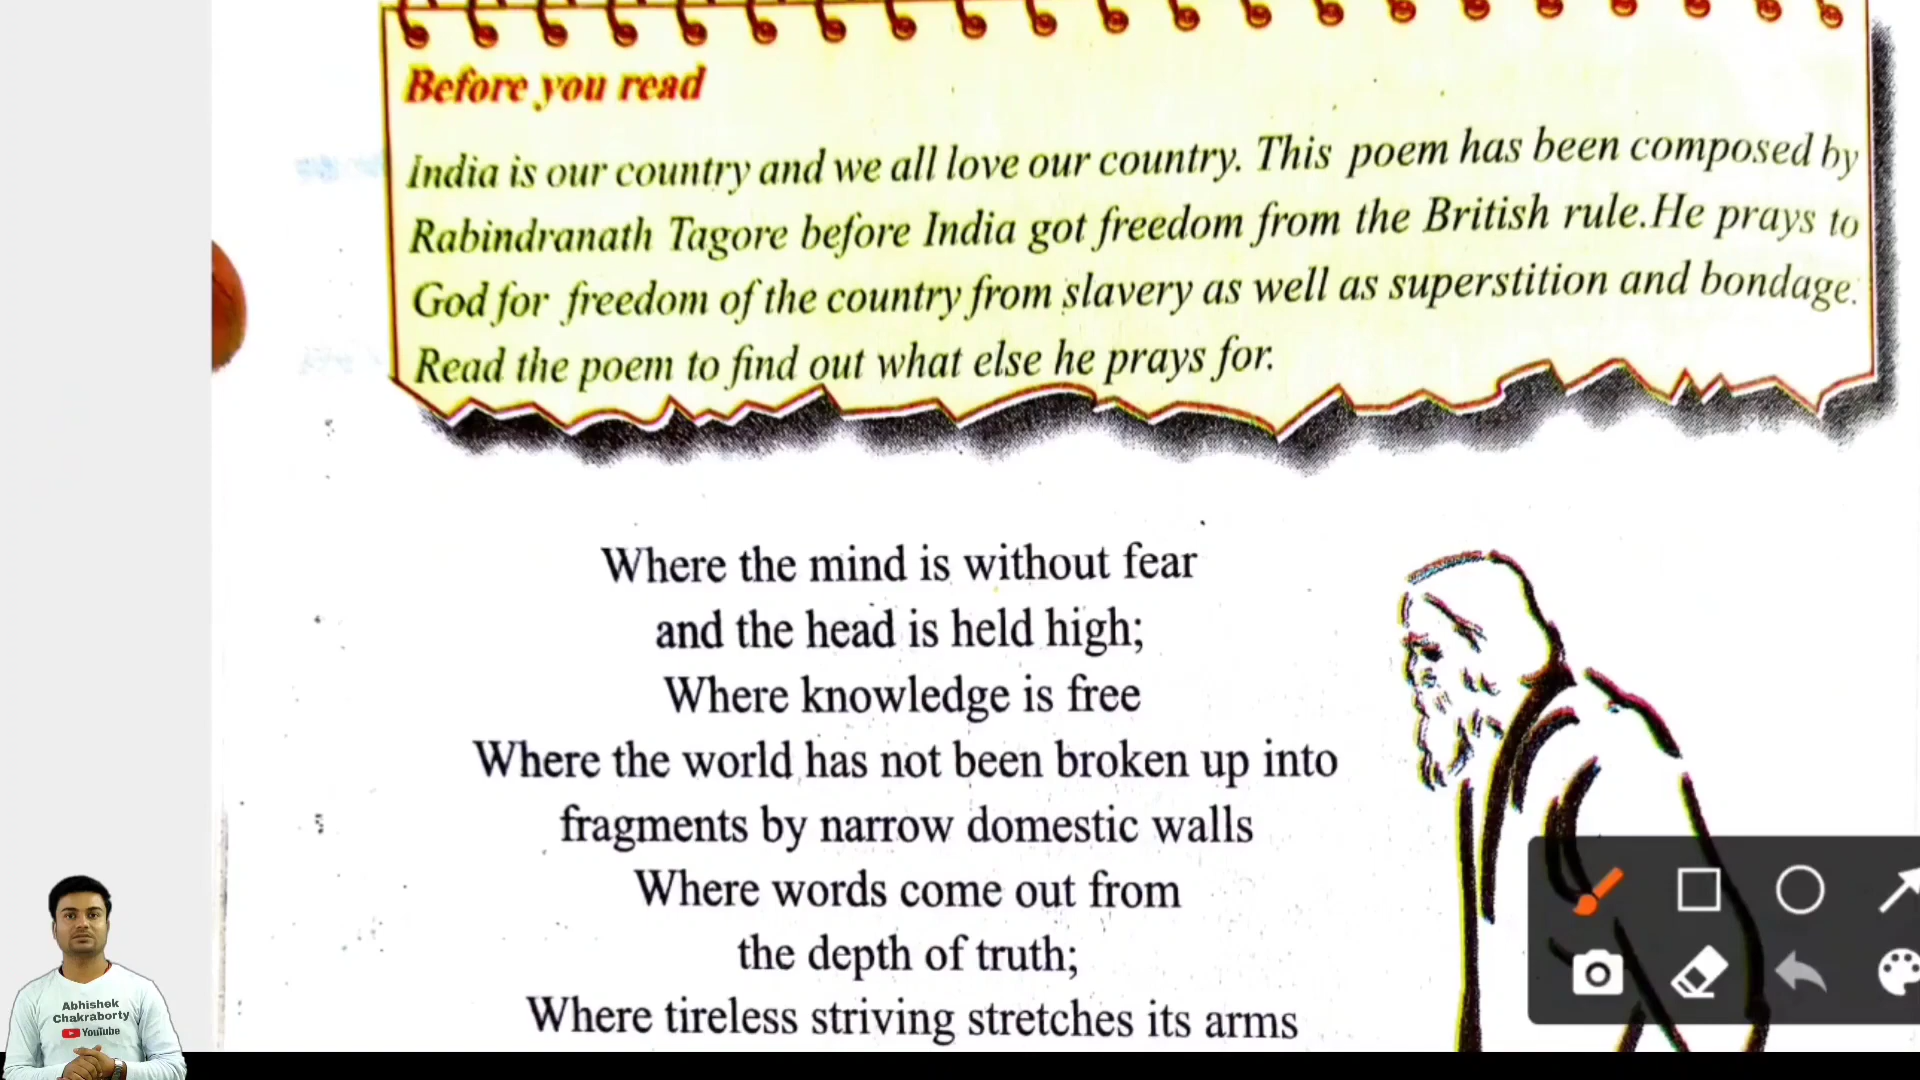 Before you read
India is our country and we all love our country. This poem has been composed by
Rabindranath Tagore before India got freedom from the British rule.He prays to
God for freedom of the country from slavery as well as superstition and bondage.
Read the poem to find out what else he prays for.
Where the mind is without fear
and the head is held high;
Where knowledge is free
Where the world has not been broken up into
fragments by narrow domestic walls
Where words come out from
the depth of truth;
Where tireless striving stretches its arms
Abhishek
Chakraborty
YouTube